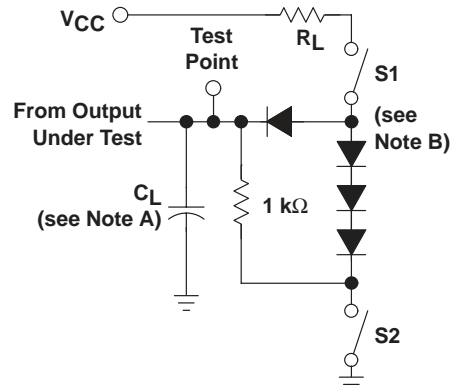 VCC
RL
Test
Point
S1
From Output
Under Test
(see
Note B)
CL
(see Note A)
1 kΩ
S2